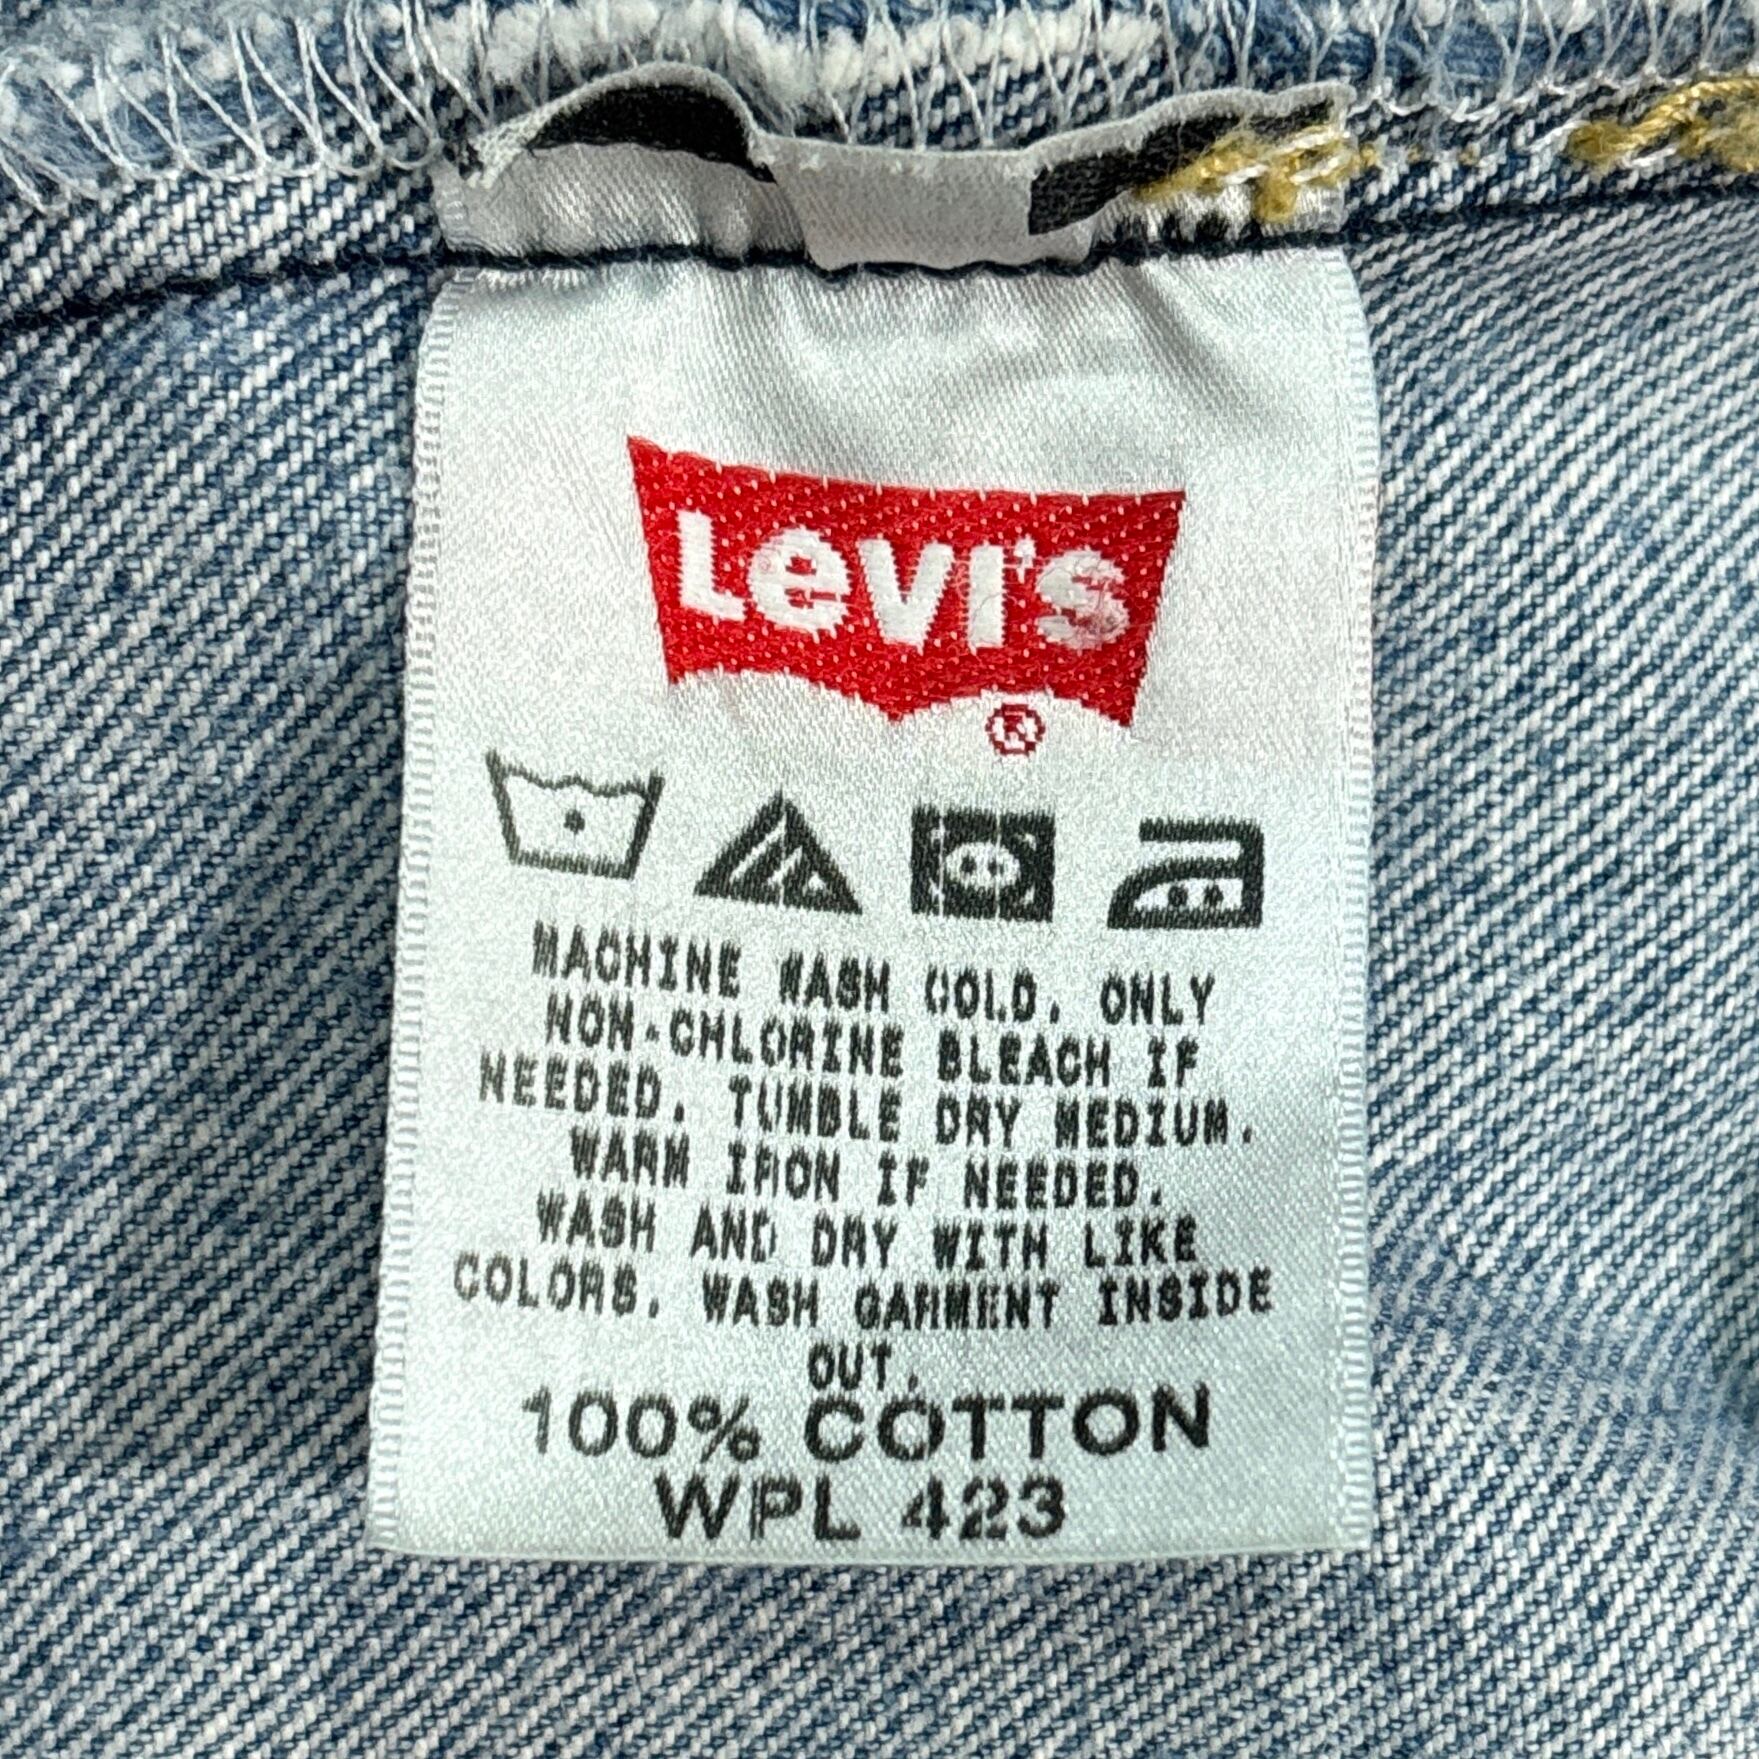 LEVI'S
®
MACHINE WASH COLD. ONLY
NON-CHLORINE BLEACH IF
NEEDED. TUMBLE DRY MEDIUM.
WARM IRON IF NEEDED.
WASH AND DRY WITH LIKE
COLORS. WASH GARMENT INSIDE
OUT.
100% COTTON
WPL 423